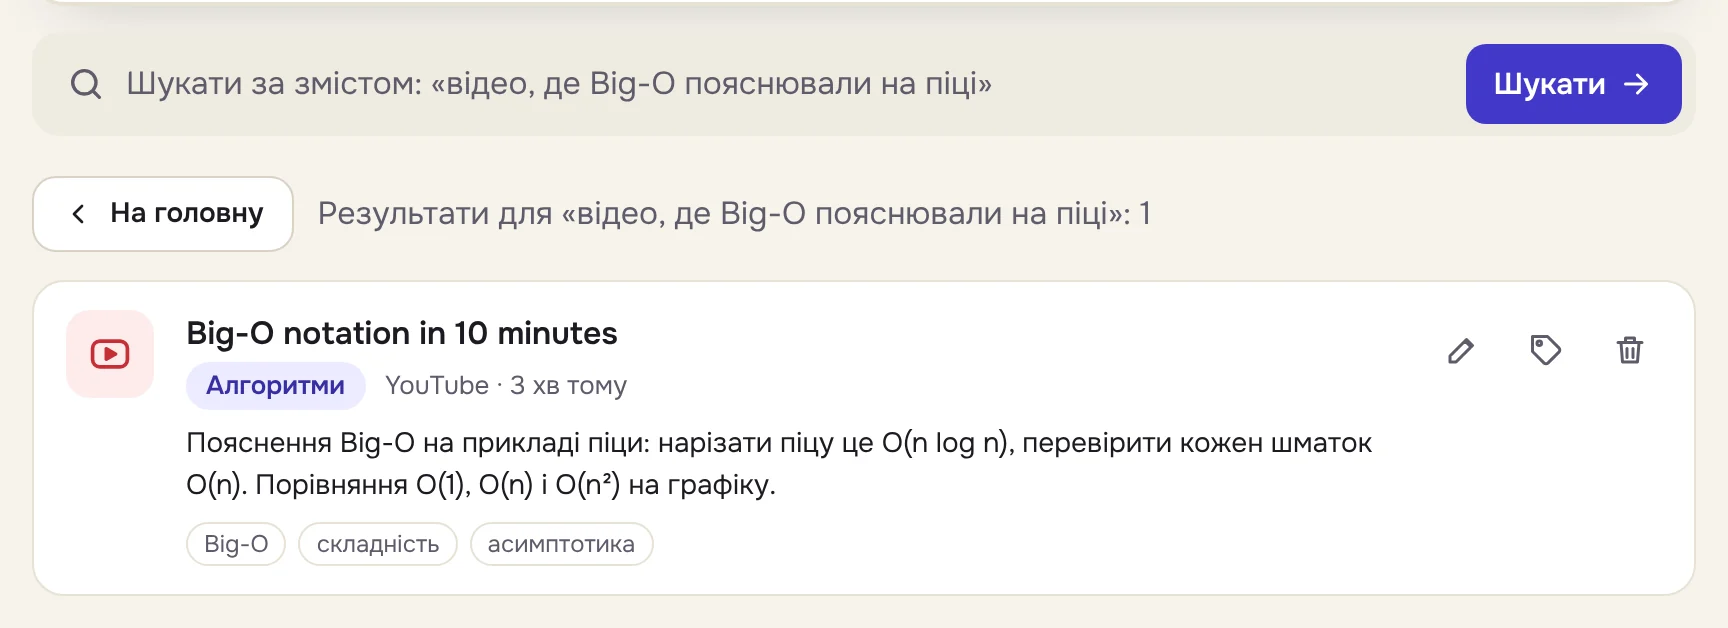 Шукати за змістом: «відео, де Big-O пояснювали на піці»
Шукати →
На головну
Результати для «відео, де Big-O пояснювали на піці»: 1
Big-O notation in 10 minutes
Алгоритми YouTube · 3 хв тому
Пояснення Big-O на прикладі піци: нарізати піцу це O(n log n), перевірити кожен шматок
O(n). Порівняння O(1), O(n) і O(n²) на графіку.
Big-O складність асимптотика